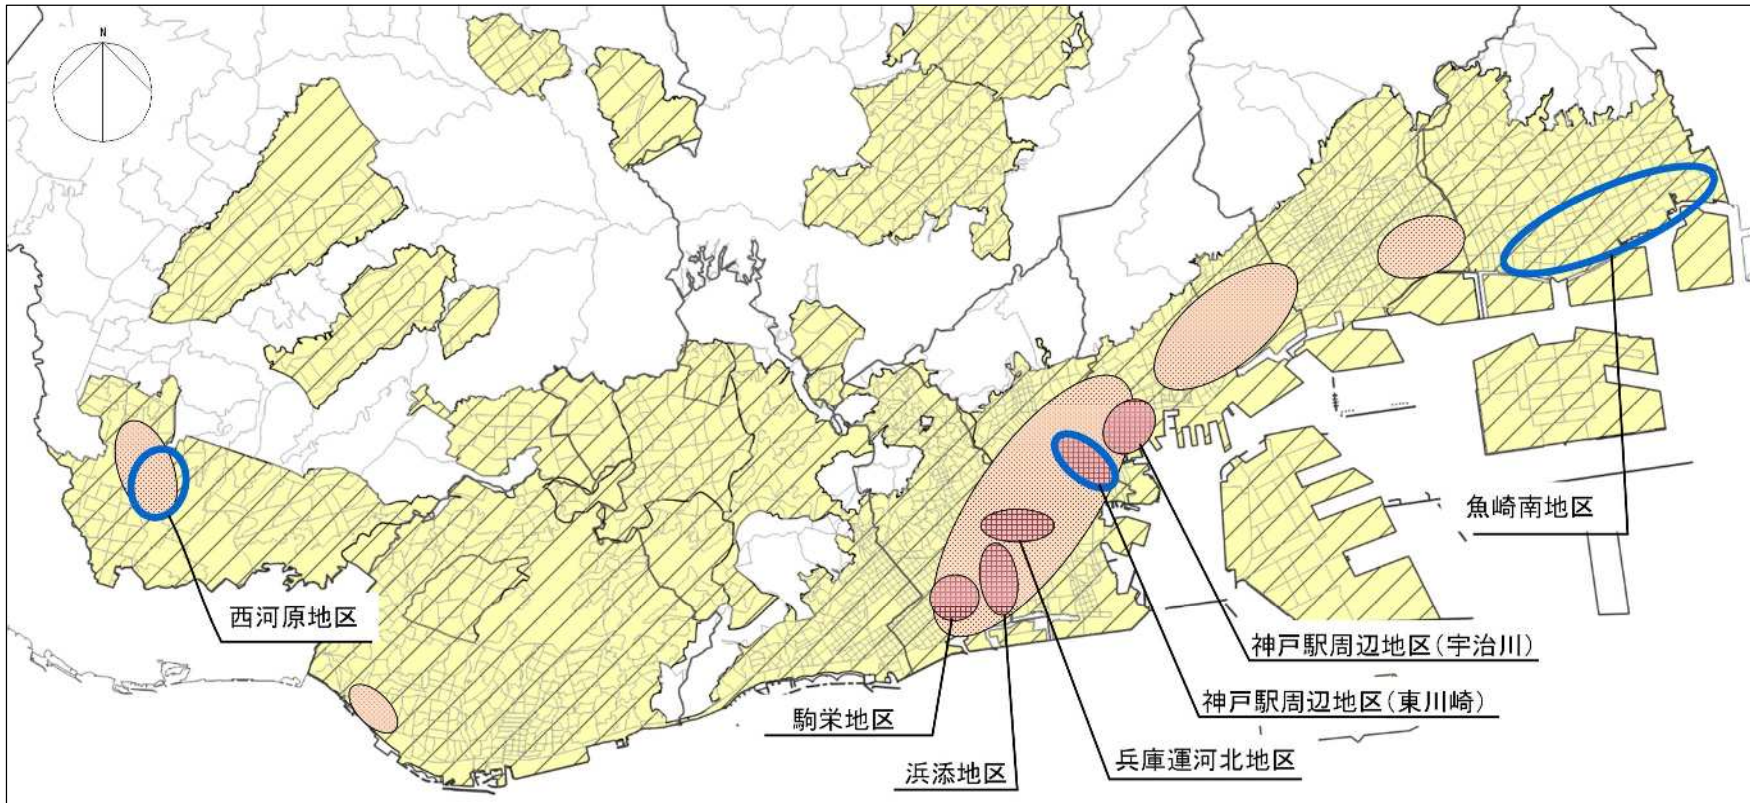 N
魚崎南地区
西河原地区
神戸駅周辺地区(宇治川)
神戸駅周辺地区(東川崎)
駒栄地区
兵庫運河北地区
浜添地区